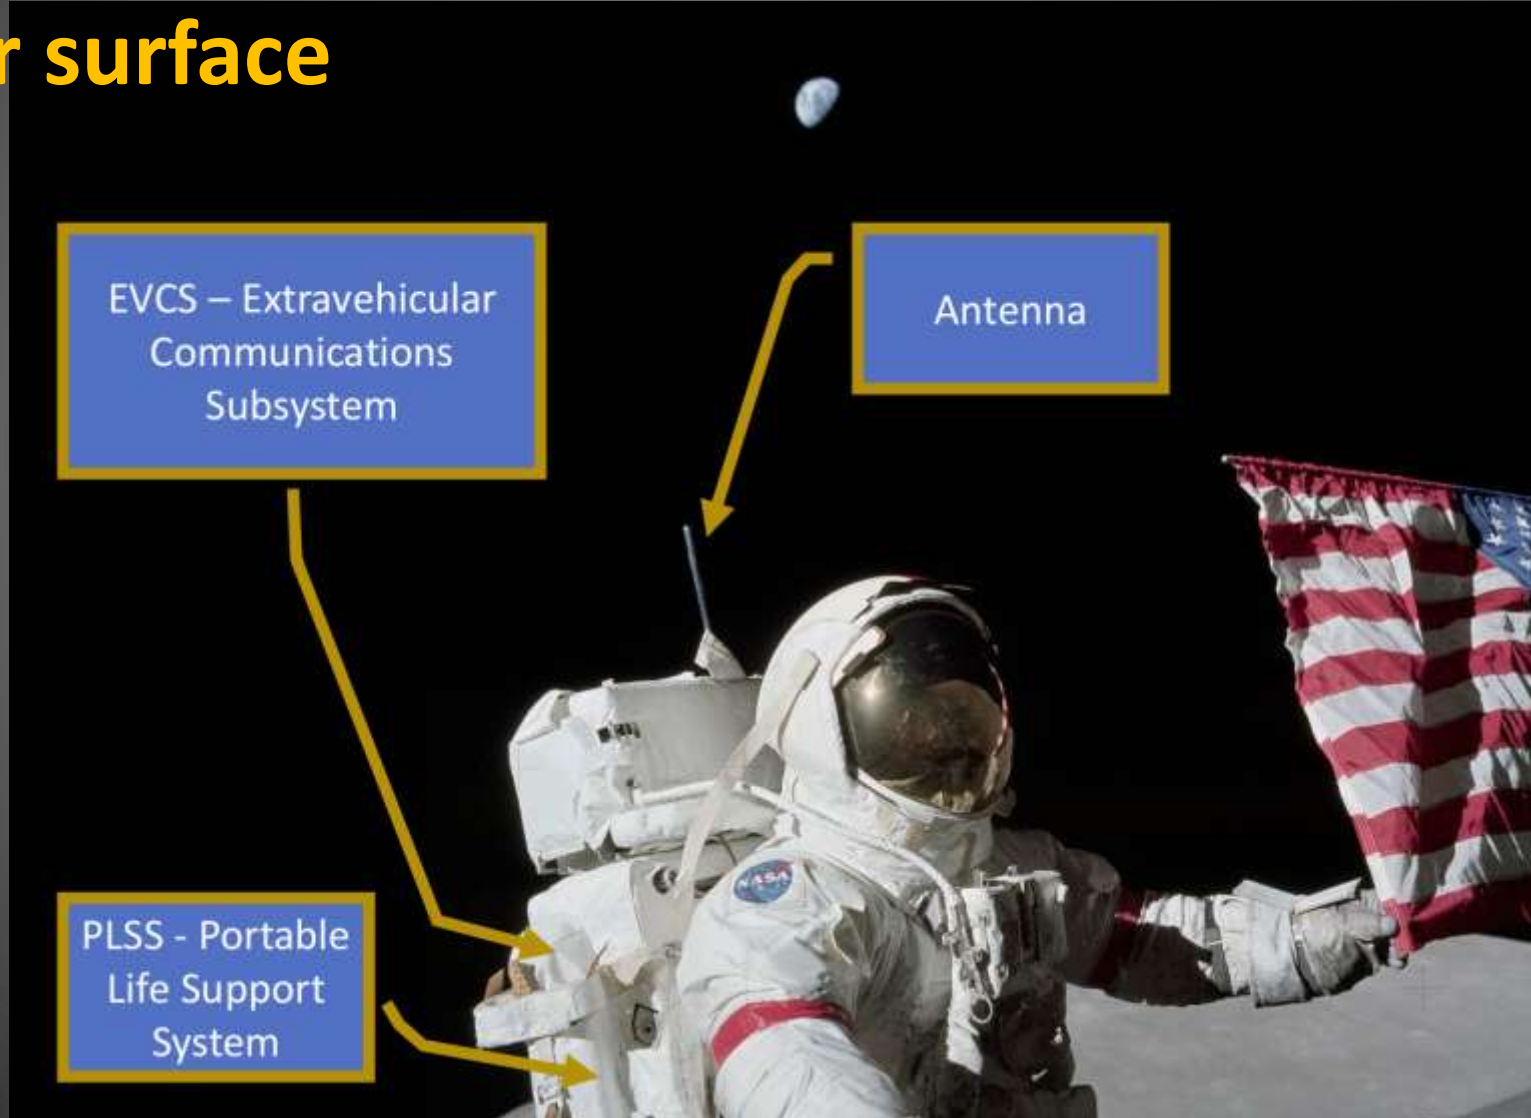 r surface
EVCS – Extravehicular
Communications
Subsystem
Antenna
PLSS - Portable
Life Support
System
NASA